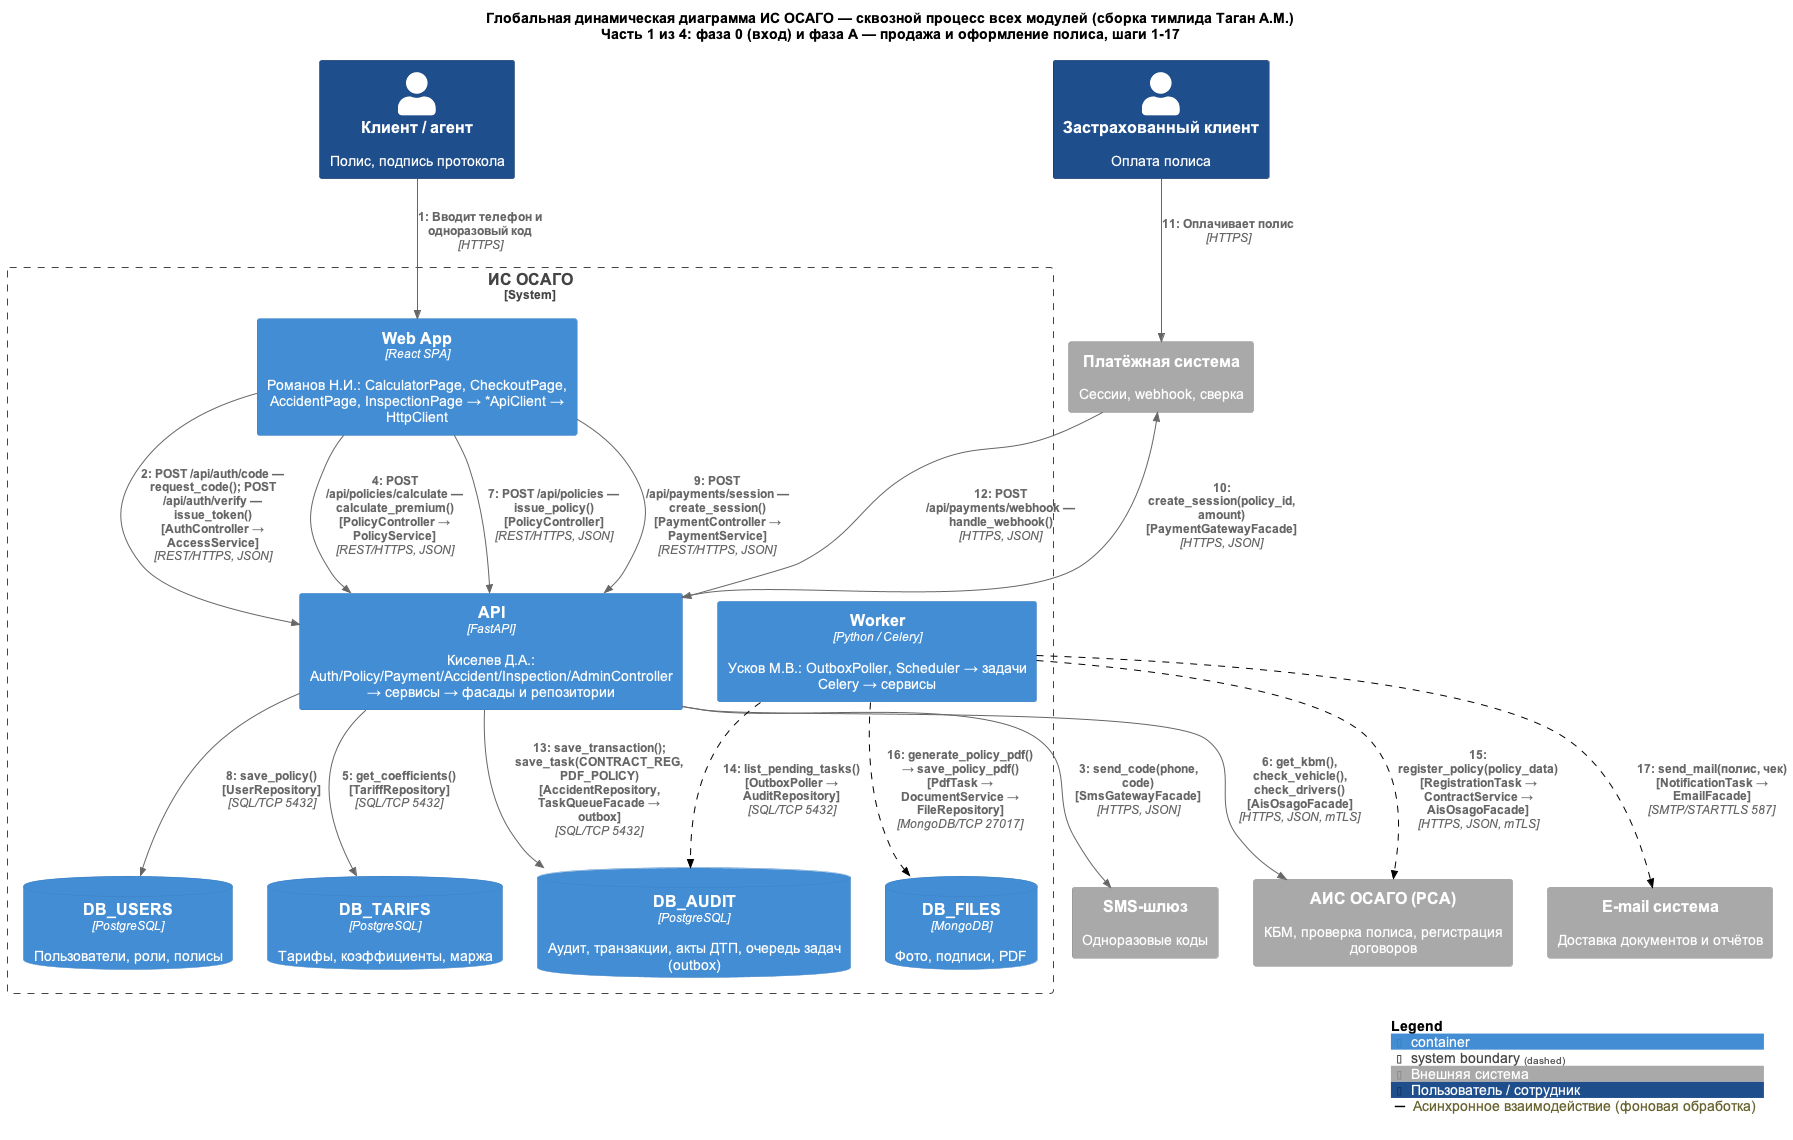 Глобальная динамическая диаграмма ИС ОСАГО — сквозной процесс всех модулей (сборка тимлида Таган А.М.)
Часть 1 из 4: фаза 0 (вход) и фаза А — продажа и оформление полиса, шаги 1-17
Клиент / агент
Полис, подпись протокола
Застрахованный клиент
Оплата полиса
1: Вводит телефон и
одноразовый код
[HTTPS]
11: Оплачивает полис
[HTTPS]
ИС ОСАГО
[System]
Web App
[React SPA]
Романов Н.И.: CalculatorPage, CheckoutPage,
AccidentPage, InspectionPage → *ApiClient →
HttpClient
Платёжная система
Сессии, webhook, сверка
2: POST /api/auth/code —
request_code(); POST
/api/auth/verify —
issue_token()
[AuthController →
AccessService]
[REST/HTTPS, JSON]
4: POST
/api/policies/calculate —
calculate_premium()
[PolicyController →
PolicyService]
[REST/HTTPS, JSON]
7: POST /api/policies —
issue_policy()
[PolicyController]
[REST/HTTPS, JSON]
9: POST
/api/payments/session —
create_session()
[PaymentController →
PaymentService]
[REST/HTTPS, JSON]
12: POST
/api/payments/webhook —
handle_webhook()
[HTTPS, JSON]
10:
create_session(policy_id,
amount)
[PaymentGatewayFacade]
[HTTPS, JSON]
API
[FastAPI]
Киселев Д.А.:
Auth/Policy/Payment/Accident/Inspection/AdminController
→ сервисы → фасады и репозитории
Worker
[Python / Celery]
Усков М.В.: OutboxPoller, Scheduler → задачи
Celery → сервисы
8: save_policy()
[UserRepository]
[SQL/TCP 5432]
5: get_coefficients()
[TariffRepository]
[SQL/TCP 5432]
13: save_transaction();
save_task(CONTRACT_REG,
PDF_POLICY)
[AccidentRepository,
TaskQueueFacade →
outbox]
[SQL/TCP 5432]
14: list_pending_tasks()
[OutboxPoller →
AuditRepository]
[SQL/TCP 5432]
16: generate_policy_pdf()
→ save_policy_pdf()
[PdfTask →
DocumentService →
FileRepository]
[MongoDB/TCP 27017]
3: send_code(phone,
code)
[SmsGatewayFacade]
[HTTPS, JSON]
6: get_kbm(),
check_vehicle(),
check_drivers()
[AisOsagoFacade]
[HTTPS, JSON, mTLS]
15:
register_policy(policy_data)
[RegistrationTask →
ContractService →
AisOsagoFacade]
[HTTPS, JSON, mTLS]
17: send_mail(полис, чек)
[NotificationTask →
EmailFacade]
[SMTP/STARTTLS 587]
DB_USERS
[PostgreSQL]
Пользователи, роли, полисы
DB_TARIFS
[PostgreSQL]
Тарифы, коэффициенты, маржа
DB_AUDIT
[PostgreSQL]
Аудит, транзакции, акты ДТП, очередь задач
(outbox)
DB_FILES
[MongoDB]
Фото, подписи, PDF
SMS-шлюз
Одноразовые коды
АИС ОСАГО (РСА)
КБМ, проверка полиса, регистрация
договоров
E-mail система
Доставка документов и отчётов
Legend
container
system boundary (dashed)
Внешняя система
Пользователь / сотрудник
Асинхронное взаимодействие (фоновая обработка)